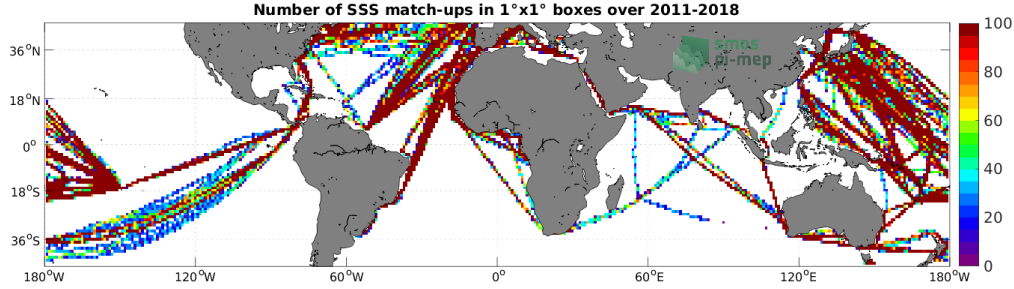 Number of SSS match-ups in 1°x1° boxes over 2011-2018
smos
pi-mep
36°N
18°N
0°
18°S
36°S
180°W 120°W 60°W 0° 60°E 120°E 180°W
100
80
60
40
20
0